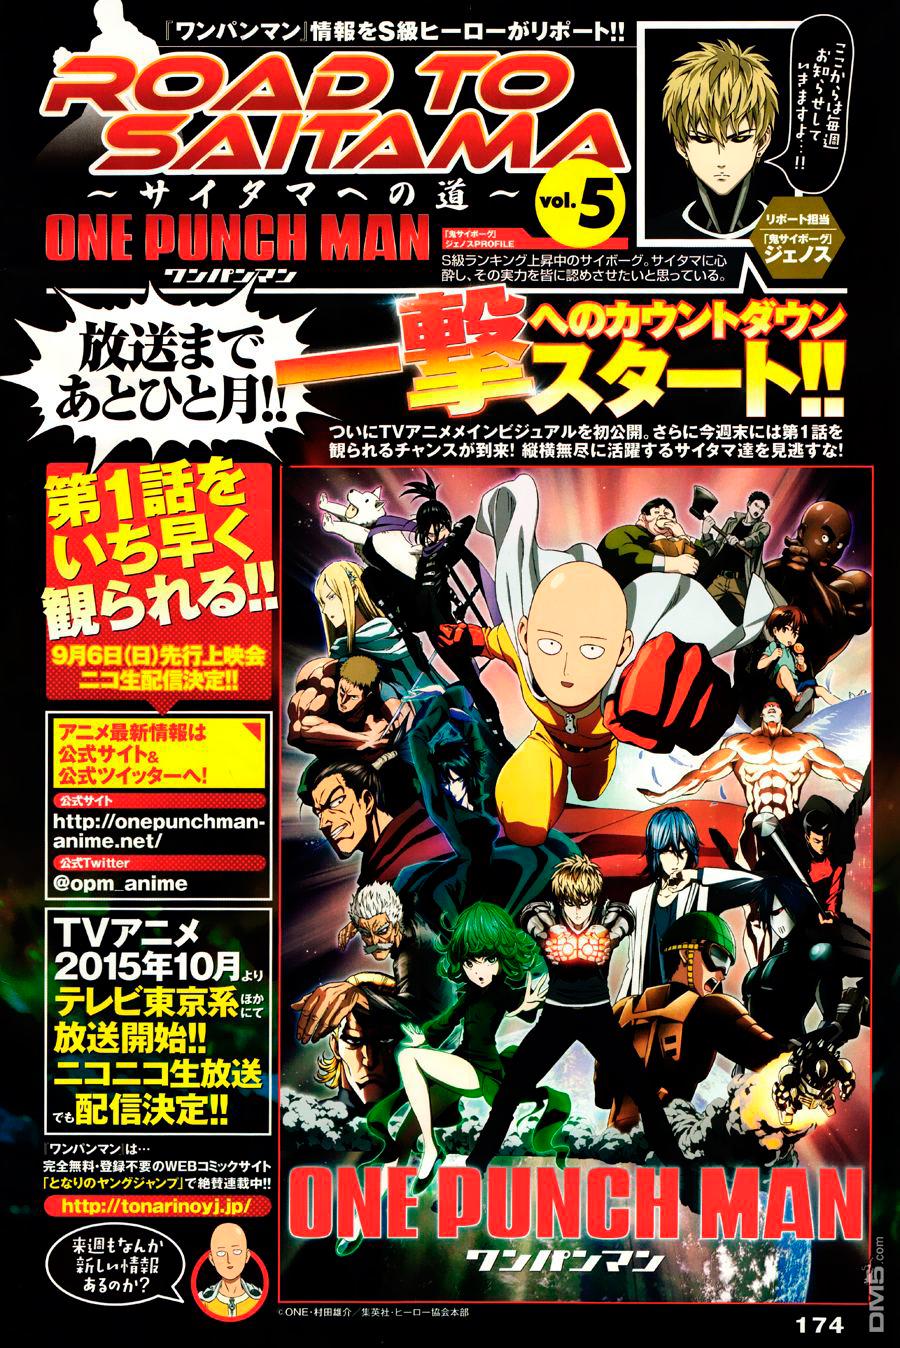 『ワンパンマン』情報をS級ヒーローがリポート!!
ROAD TO
SAITAMA
～サイタマへの道～
vol.5
ONE PUNCH MAN
ワンパンマン
ここからは毎週
お知らせして
いきますよ…!!
リポート担当
「鬼サイボーグ」
ジェノス
「鬼サイボーグ」
ジェノスPROFILE
S級ランキング上昇中のサイボーグ。サイタマに心
酔し、その実力を皆に認めさせたいと思っている。
放送まで
あとひと月!!
一撃へのカウントダウン
スタート!!
ついにTVアニメメインビジュアルを初公開。さらに今週末には第1話を
観られるチャンスが到来! 縦横無尽に活躍するサイタマ達を見逃すな!
第1話を
いち早く
観られる!!
9月6日(日)先行上映会
ニコ生配信決定!!
アニメ最新情報は
公式サイト&
公式ツイッターへ!
公式サイト
http://onepunchman-
anime.net/
公式Twitter
@opm_anime
TVアニメ
2015年10月より
テレビ東京系ほかにて
放送開始!!
ニコニコ生放送
でも配信決定!!
『ワンパンマン』は…
完全無料・登録不要のWEBコミックサイト
「となりのヤングジャンプ」で絶賛連載中!!
http://tonarinoyj.jp/
来週もなんか
新しい情報
あるのか?
ONE PUNCH MAN
ワンパンマン
©ONE・村田雄介／集英社・ヒーロー協会本部
174
DM5.com